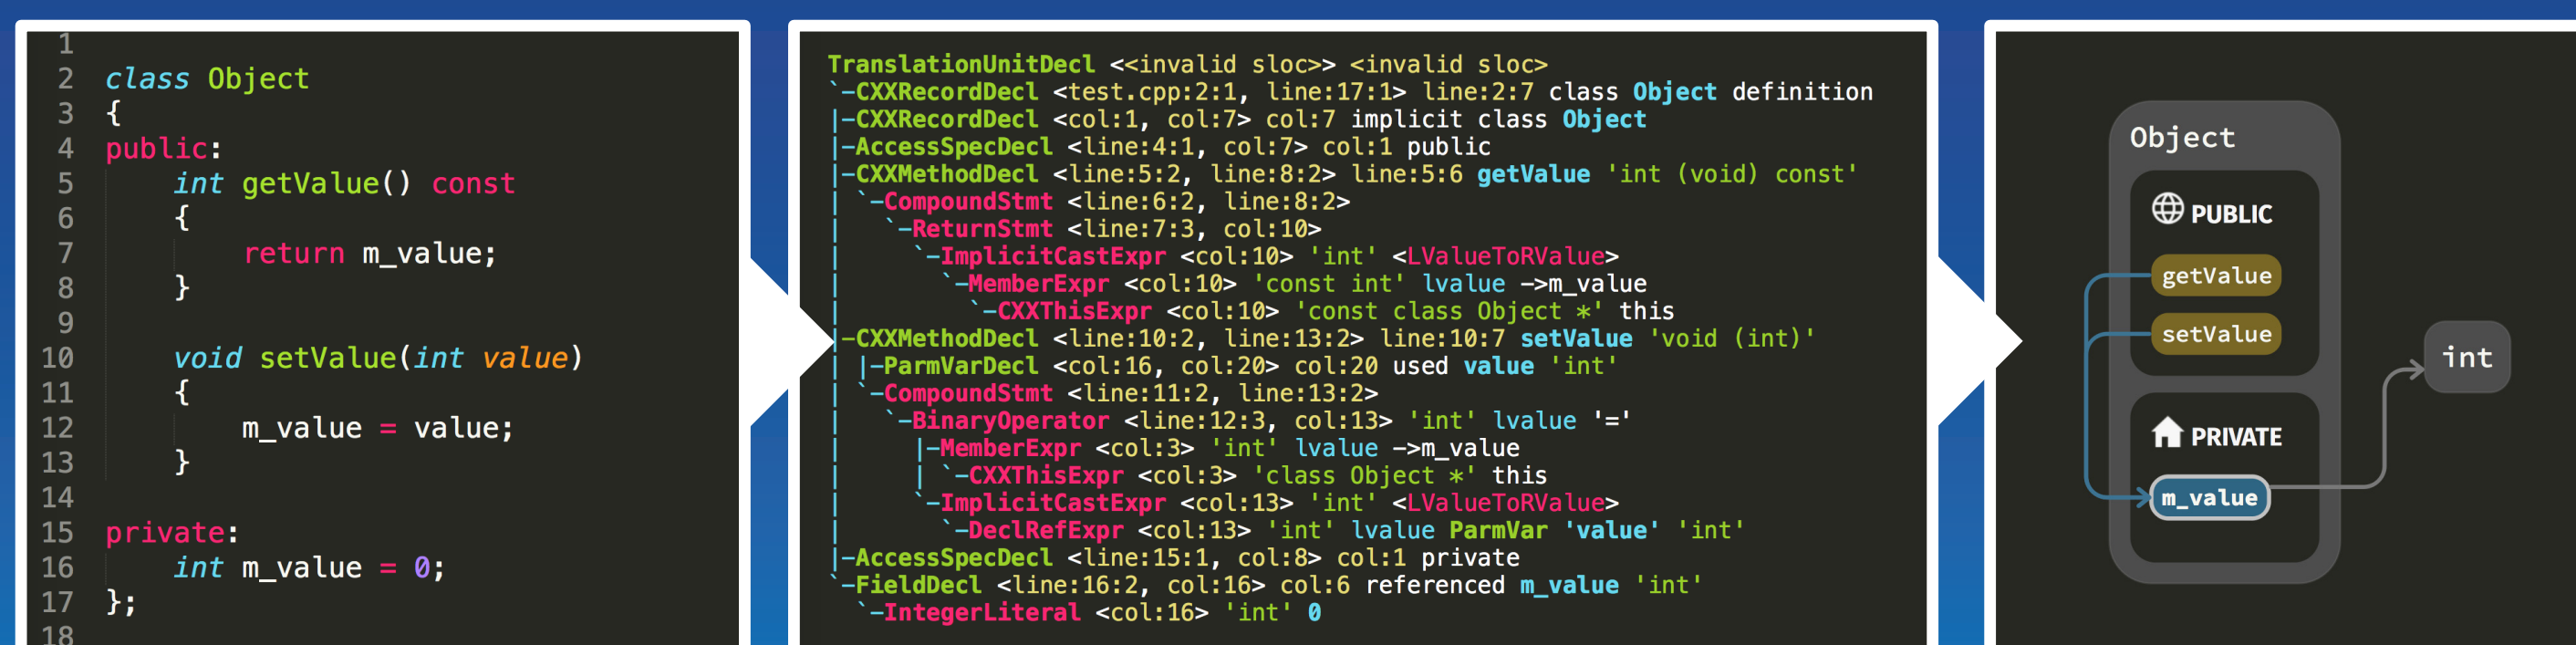 1
2 class Object
3 {
4 public:
5 int getValue() const
6 {
7 return m_value;
8 }
9
10 void setValue(int value)
11 {
12 m_value = value;
13 }
14
15 private:
16 int m_value = 0;
17 };
18
TranslationUnitDecl <<invalid sloc>> <invalid sloc>
`-CXXRecordDecl <test.cpp:2:1, line:17:1> line:2:7 class Object definition
|-CXXRecordDecl <col:1, col:7> col:7 implicit class Object
|-AccessSpecDecl <line:4:1, col:7> col:1 public
|-CXXMethodDecl <line:5:2, line:8:2> line:5:6 getValue 'int (void) const'
| `-CompoundStmt <line:6:2, line:8:2>
|   `-ReturnStmt <line:7:3, col:10>
|     `-ImplicitCastExpr <col:10> 'int' <LValueToRValue>
|       `-MemberExpr <col:10> 'const int' lvalue ->m_value
|         `-CXXThisExpr <col:10> 'const class Object *' this
|-CXXMethodDecl <line:10:2, line:13:2> line:10:7 setValue 'void (int)'
| |-ParmVarDecl <col:16, col:20> col:20 used value 'int'
| `-CompoundStmt <line:11:2, line:13:2>
|   `-BinaryOperator <line:12:3, col:13> 'int' lvalue '='
|     |-MemberExpr <col:3> 'int' lvalue ->m_value
|     | `-CXXThisExpr <col:3> 'class Object *' this
|     `-ImplicitCastExpr <col:13> 'int' <LValueToRValue>
|       `-DeclRefExpr <col:13> 'int' lvalue ParmVar 'value' 'int'
|-AccessSpecDecl <line:15:1, col:8> col:1 private
`-FieldDecl <line:16:2, col:16> col:6 referenced m_value 'int'
  `-IntegerLiteral <col:16> 'int' 0
Object
PUBLIC
getValue
setValue
int
PRIVATE
m_value